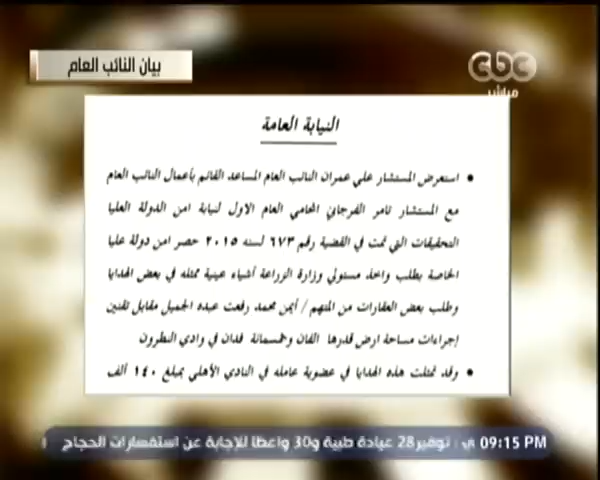 بيان النائب العام
cbc
مباشر
النيابة العامة
• استعرض المستشار علي عمران النائب العام المساعد القائم بأعمال النائب العام
مع المستشار تامر الفرجاني المحامي العام الاول لنيابة امن الدولة العليا
التحقيقات التي تمت في القضية رقم ٦٧٣ لسنه ٢٠١٥ حصر امن دولة عليا
الخاصة بطلب واخذ مسئولي وزارة الزراعة أشياء عينية ممثله في بعض الهدايا
وطلب بعض العقارات من المتهم / أيمن محمد رفعت عبده الجميل مقابل تقنين
إجراءات مساحة ارض قدرها الفان وخمسمائة فدان في وادي النطرون
• وقد تمثلت هذه الهدايا في عضوية عامله في النادي الأهلي بمبلغ ١٤٠ ألف
09:15 PM في : توفير28 عيادة طبية و30 واعظا للإجابة عن استفسارات الحجاج